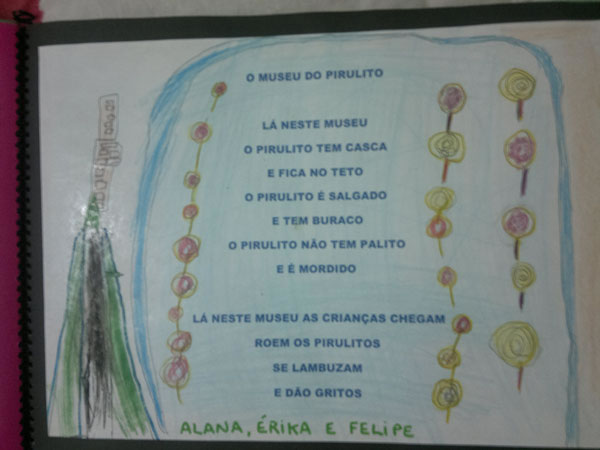 O MUSEU DO PIRULITO
LÁ NESTE MUSEU
O PIRULITO TEM CASCA
E FICA NO TETO
O PIRULITO É SALGADO
E TEM BURACO
O PIRULITO NÃO TEM PALITO
E É MORDIDO
LÁ NESTE MUSEU AS CRIANÇAS CHEGAM
ROEM OS PIRULITOS
SE LAMBUZAM
E DÃO GRITOS
ALANA, ÉRIKA E FELIPE